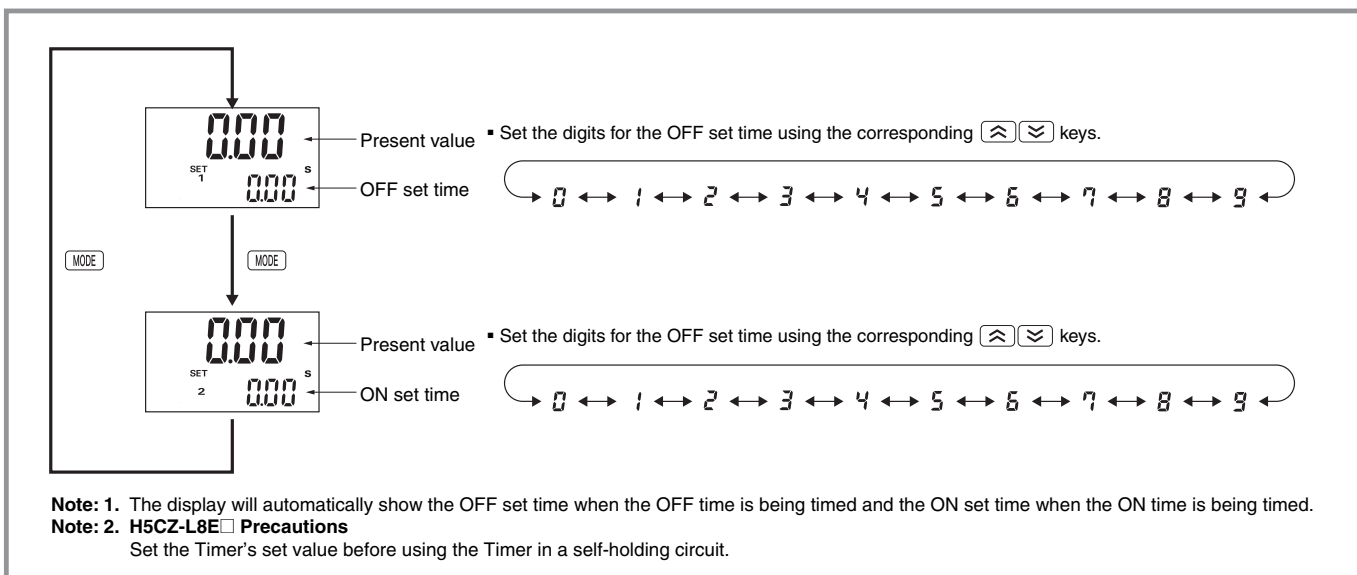 0.00
Present value
▪ Set the digits for the OFF set time using the corresponding keys.
SET
1
s
0.00
OFF set time
0 1 2 3 4 5 6 7 8 9
MODE
MODE
0.00
Present value
▪ Set the digits for the OFF set time using the corresponding keys.
SET
2
s
0.00
ON set time
0 1 2 3 4 5 6 7 8 9
Note: 1. The display will automatically show the OFF set time when the OFF time is being timed and the ON set time when the ON time is being timed.
Note: 2. H5CZ-L8E□ Precautions
Set the Timer’s set value before using the Timer in a self-holding circuit.